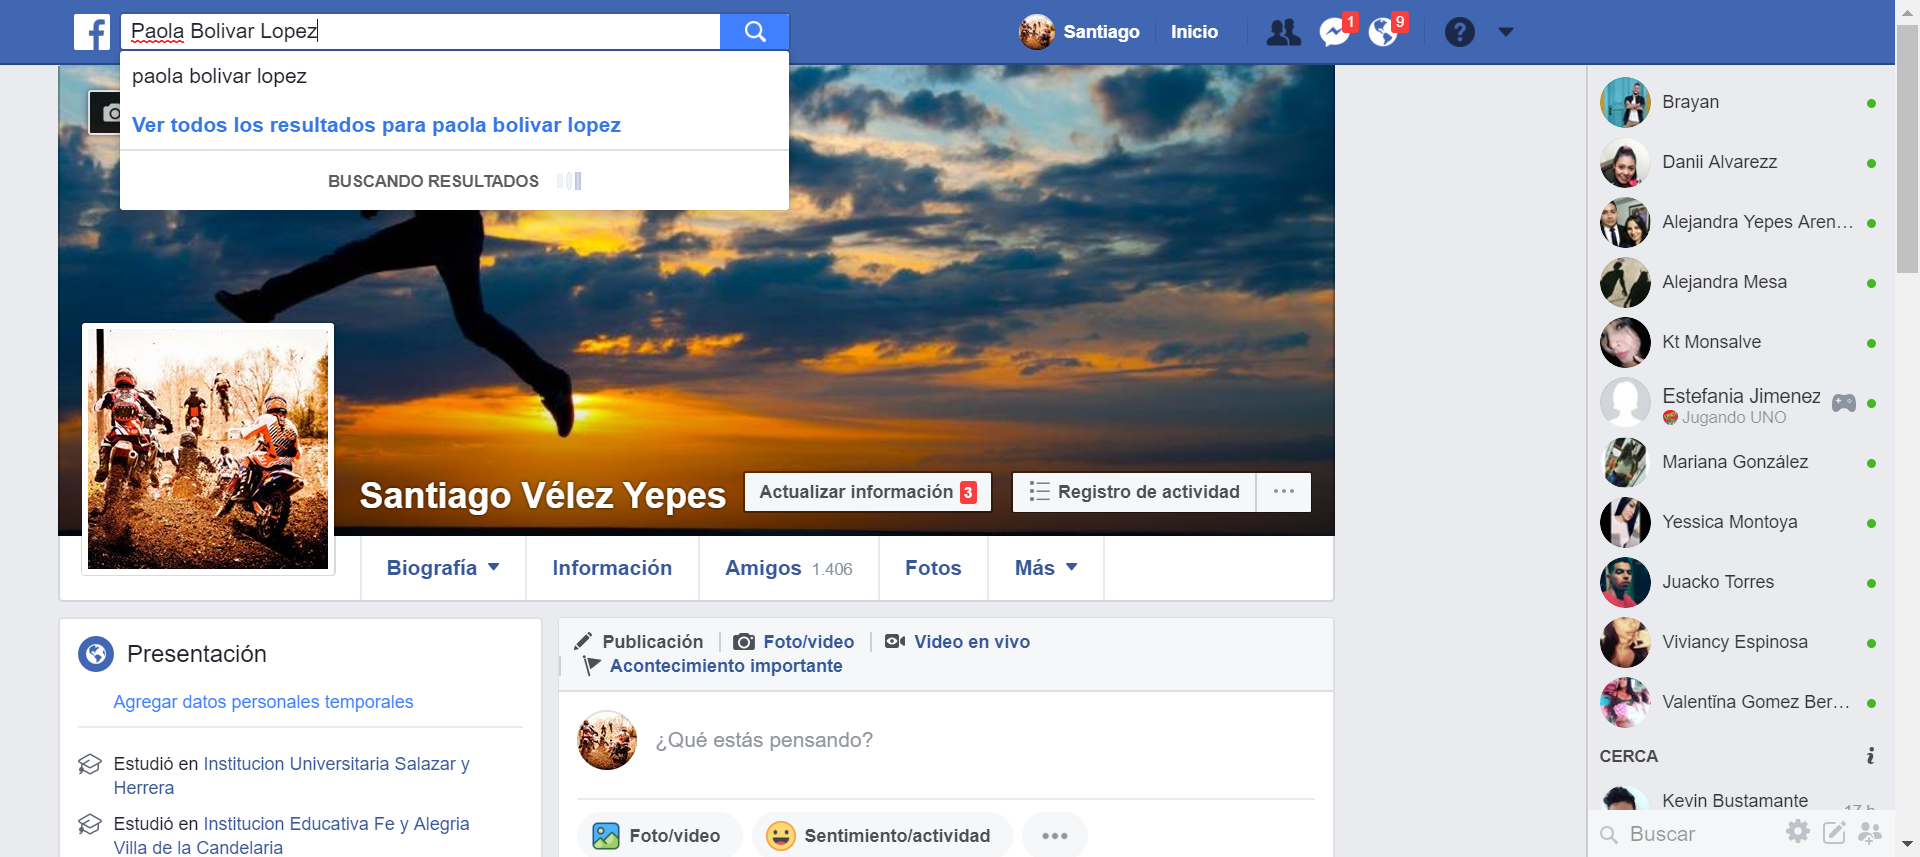 Paola Bolivar Lopez
Santiago
Inicio
1
9
paola bolivar lopez
Ver todos los resultados para paola bolivar lopez
BUSCANDO RESULTADOS
Santiago Vélez Yepes
Actualizar información 3
Registro de actividad
Biografía
Información
Amigos 1.406
Fotos
Más
Presentación
Agregar datos personales temporales
Estudió en Institucion Universitaria Salazar y
Herrera
Estudió en Institucion Educativa Fe y Alegria
Villa de la Candelaria
Publicación
Foto/video
Video en vivo
Acontecimiento importante
¿Qué estás pensando?
Foto/video
Sentimiento/actividad
Brayan
Danii Alvarezz
Alejandra Yepes Aren...
Alejandra Mesa
Kt Monsalve
Estefania Jimenez
Jugando UNO
Mariana González
Yessica Montoya
Juacko Torres
Viviancy Espinosa
Valentĭna Gomez Ber...
CERCA
Kevin Bustamante
17 h
Buscar